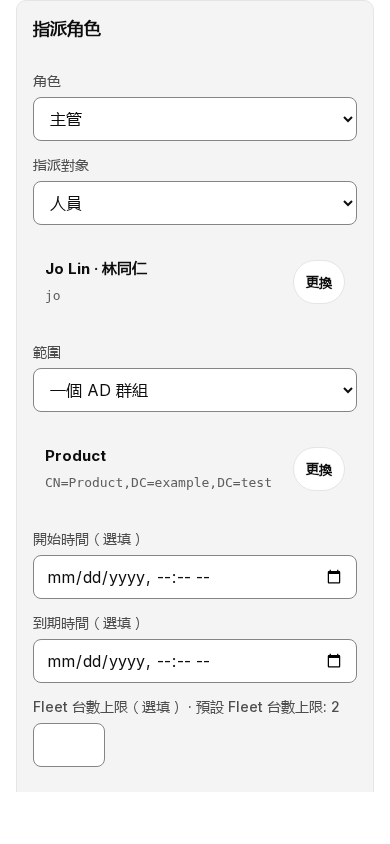 指派角色
角色
主管
指派對象
人員
Jo Lin · 林同仁
jo
更換
範圍
一個 AD 群組
Product
CN=Product,DC=example,DC=test
更換
開始時間（選填）
mm/dd/yyyy, --:-- --
到期時間（選填）
mm/dd/yyyy, --:-- --
Fleet 台數上限（選填）· 預設 Fleet 台數上限: 2